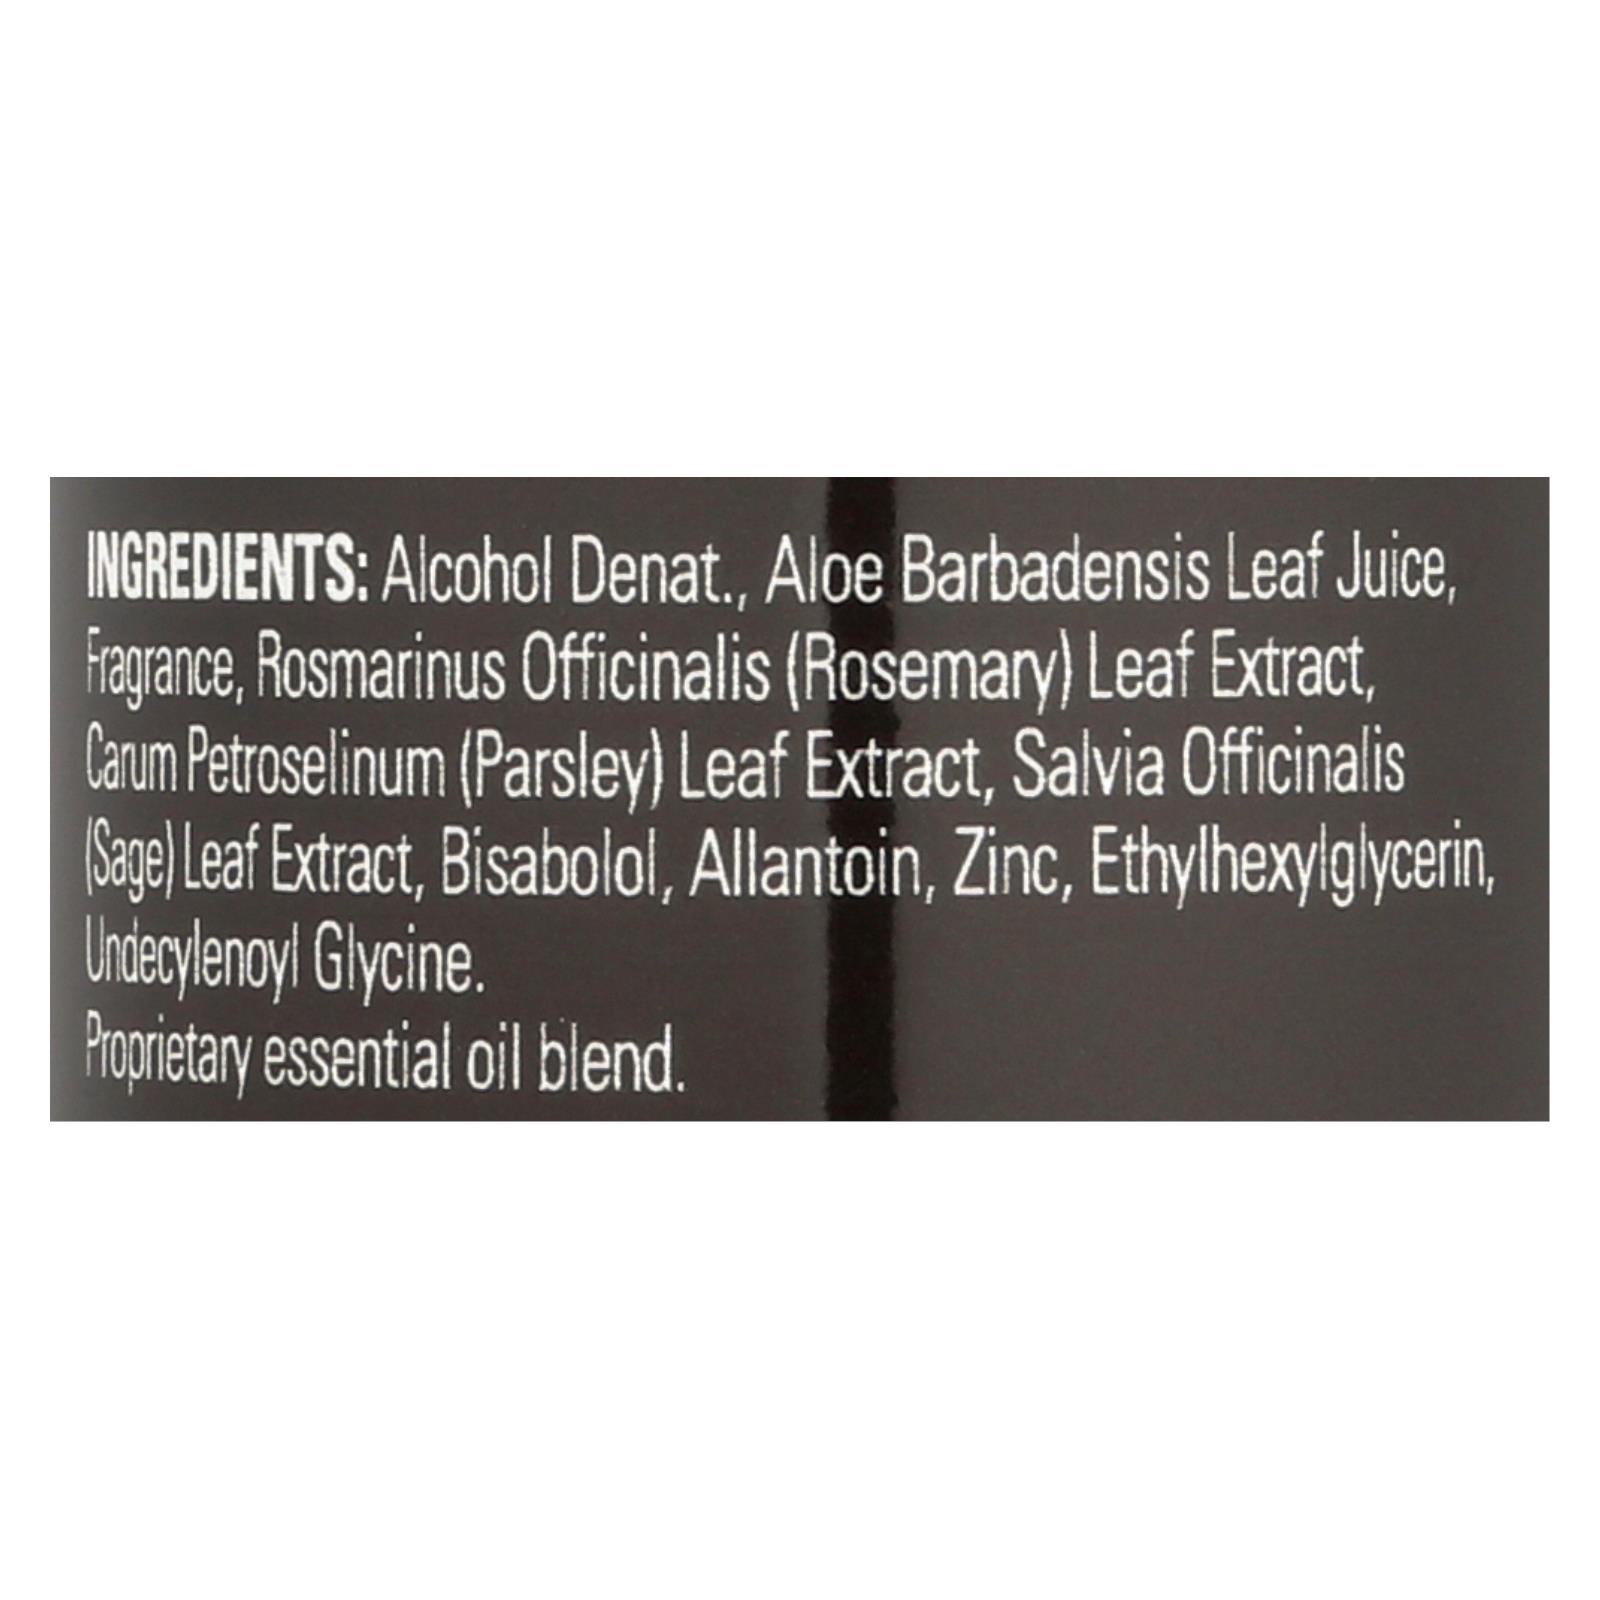 INGREDIENTS: Alcohol Denat., Aloe Barbadensis Leaf Juice,
Fragrance, Rosmarinus Officinalis (Rosemary) Leaf Extract,
Carum Petroselinum (Parsley) Leaf Extract, Salvia Officinalis
(Sage) Leaf Extract, Bisabolol, Allantoin, Zinc, Ethylhexylglycerin,
Undecylenoyl Glycine.
Proprietary essential oil blend.